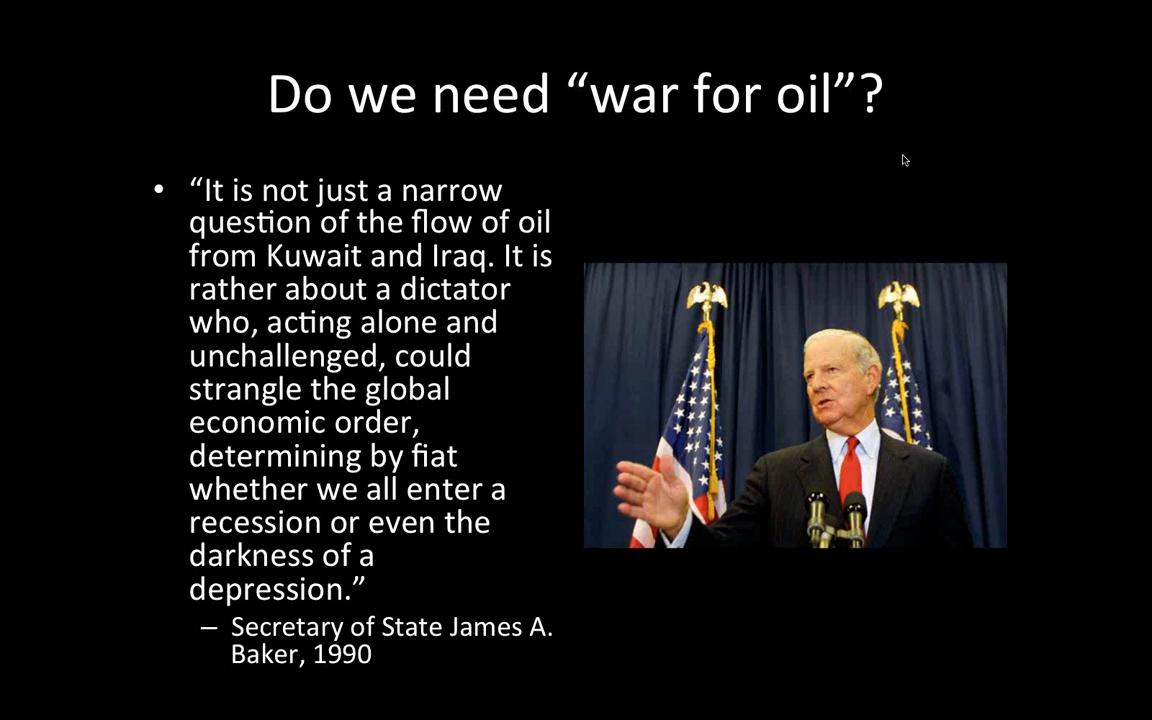 Do we need “war for oil”?
• “It is not just a narrow
question of the flow of oil
from Kuwait and Iraq. It is
rather about a dictator
who, acting alone and
unchallenged, could
strangle the global
economic order,
determining by fiat
whether we all enter a
recession or even the
darkness of a
depression.”
– Secretary of State James A.
Baker, 1990